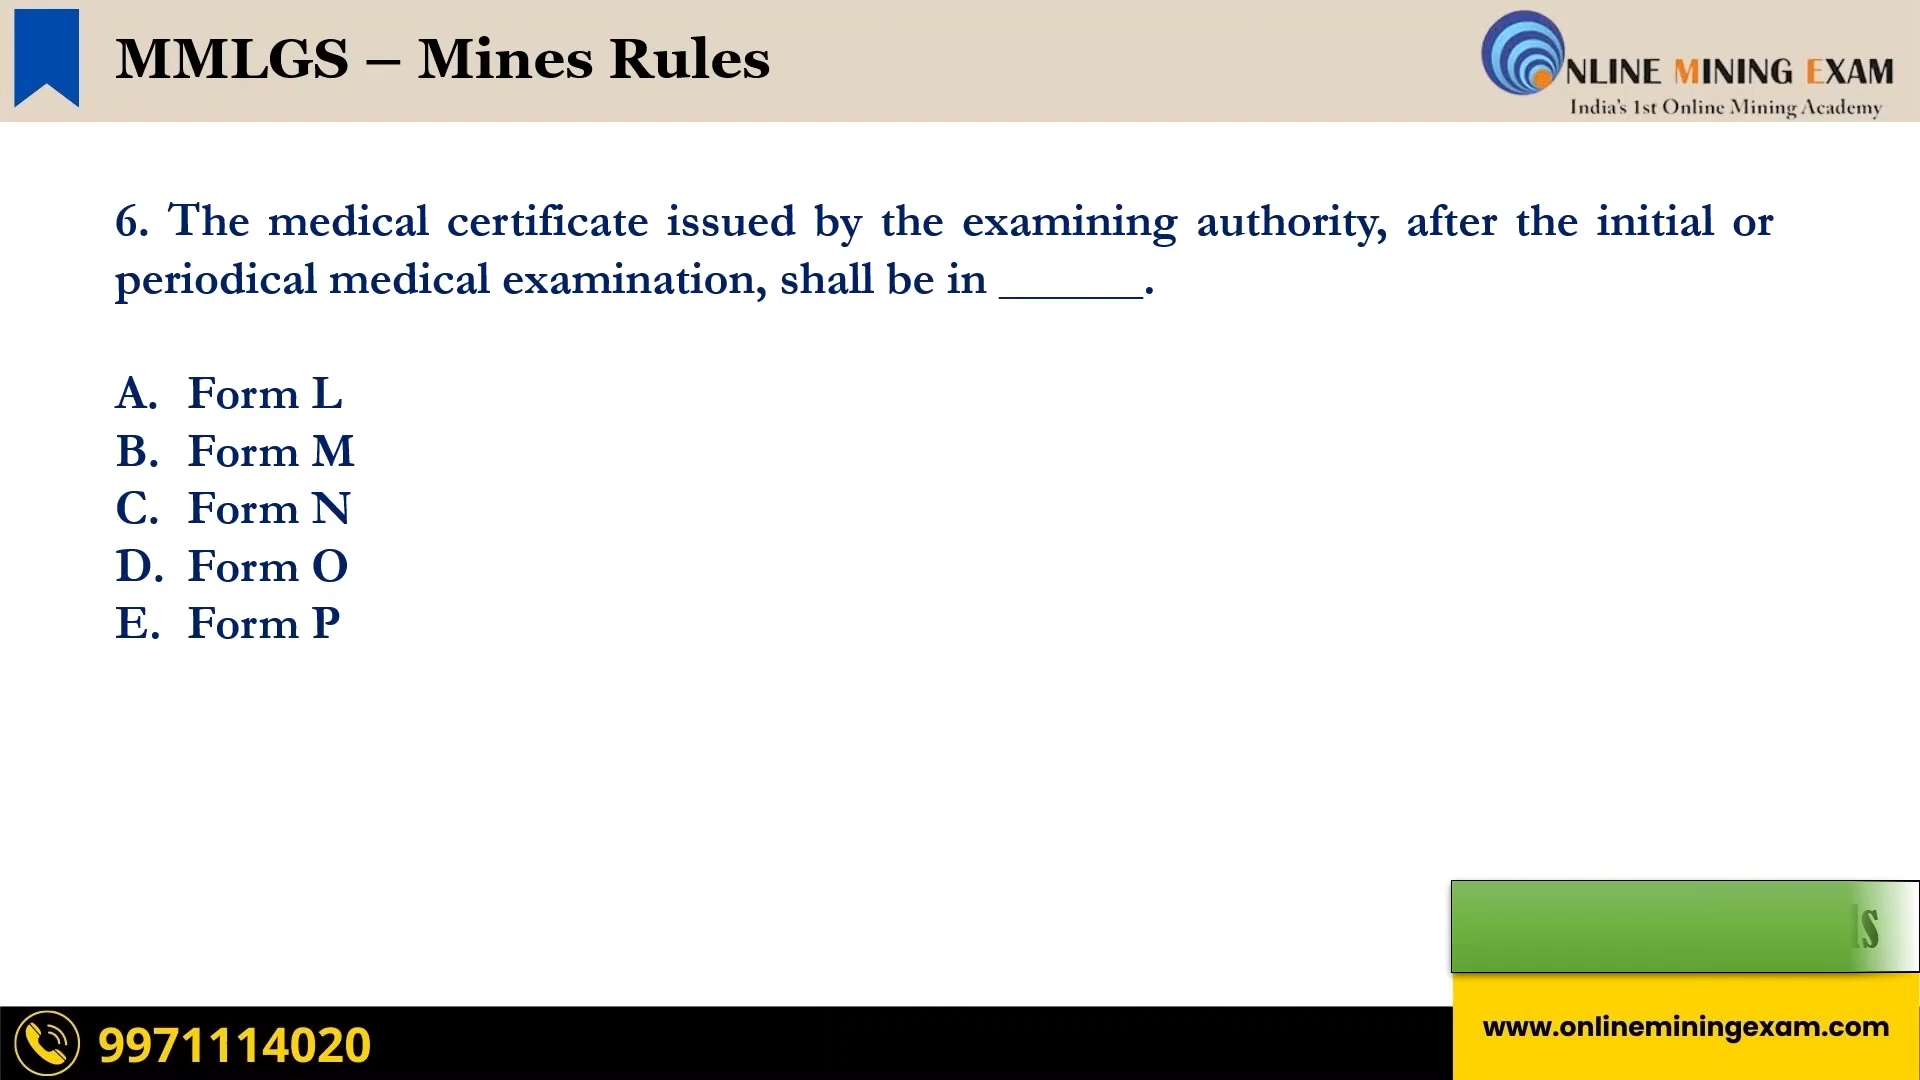 MMLGS – Mines Rules
NLINE MINING EXAM
India's 1st Online Mining Academy
6. The medical certificate issued by the examining authority, after the initial or
periodical medical examination, shall be in ______.
A. Form L
B. Form M
C. Form N
D. Form O
E. Form P
9971114020
www.onlineminingexam.com